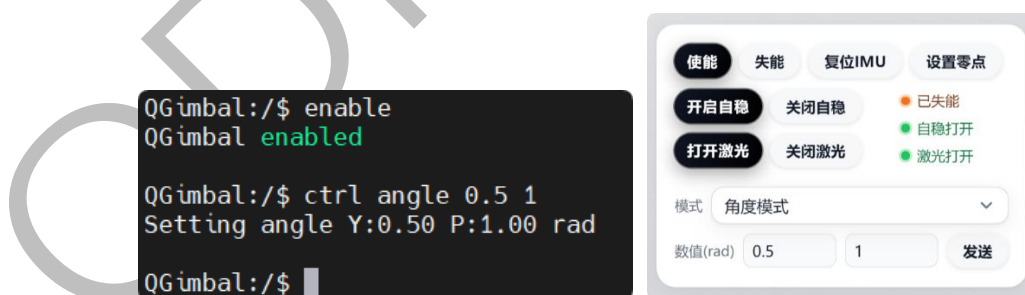 QGimbal:/$ enable
QGimbal enabled
QGimbal:/$ ctrl angle 0.5 1
Setting angle Y:0.50 P:1.00 rad
QGimbal:/$
使能 失能 复位IMU 设置零点
开启自稳 关闭自稳 已失能
自稳打开
打开激光 关闭激光 激光打开
模式 角度模式
数值(rad) 0.5 1 发送